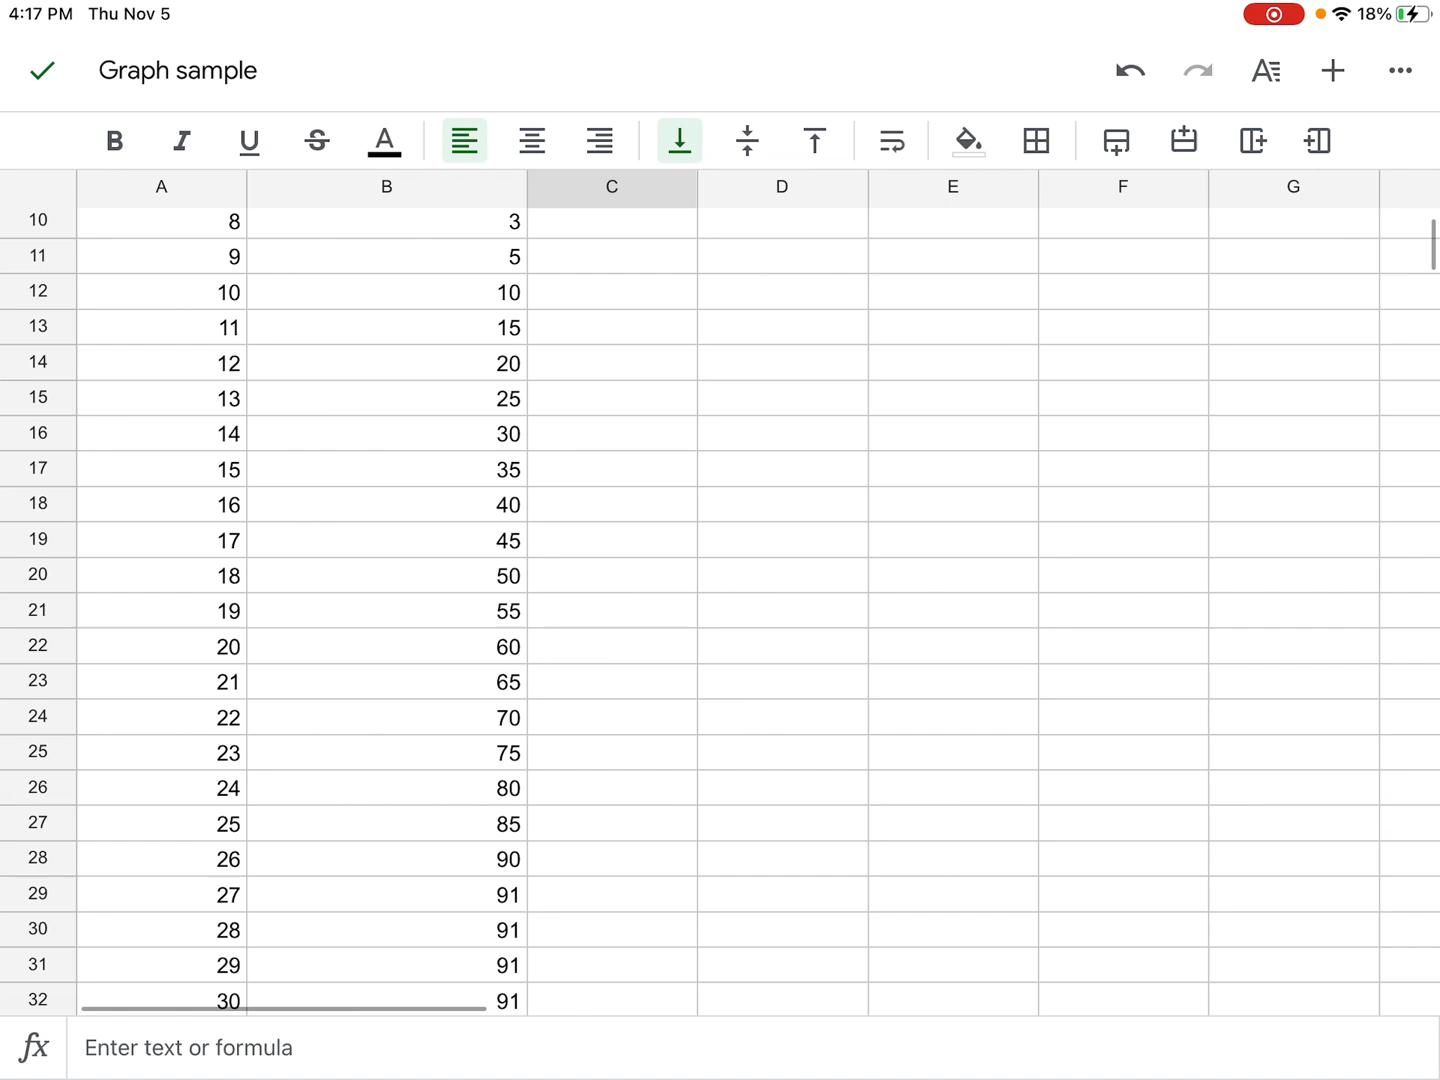 4:17 PM Thu Nov 5 18%
Graph sample
B I U S A
A B C D E F G
10 8 3
11 9 5
12 10 10
13 11 15
14 12 20
15 13 25
16 14 30
17 15 35
18 16 40
19 17 45
20 18 50
21 19 55
22 20 60
23 21 65
24 22 70
25 23 75
26 24 80
27 25 85
28 26 90
29 27 91
30 28 91
31 29 91
32 30 91
fx Enter text or formula